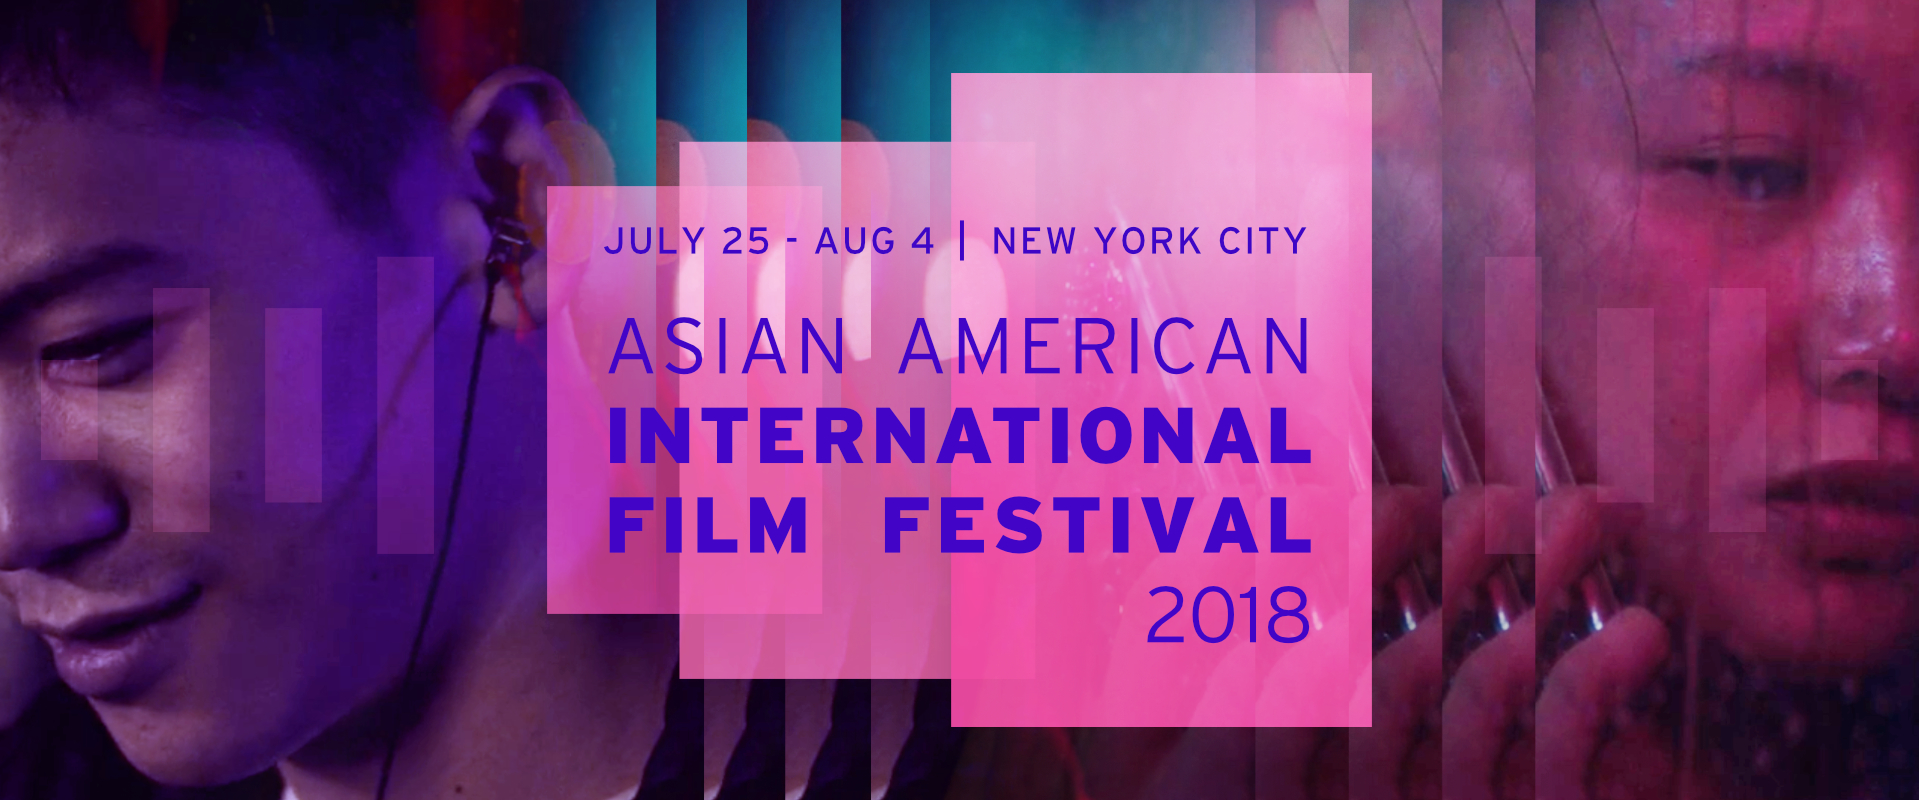 JULY 25 - AUG 4 | NEW YORK CITY
ASIAN AMERICAN
INTERNATIONAL
FILM FESTIVAL
2018